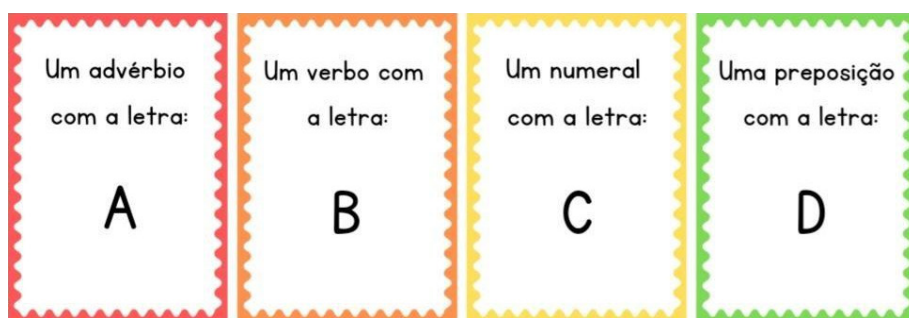 Um advérbio
com a letra:
A
Um verbo com
a letra:
B
Um numeral
com a letra:
C
Uma preposição
com a letra:
D